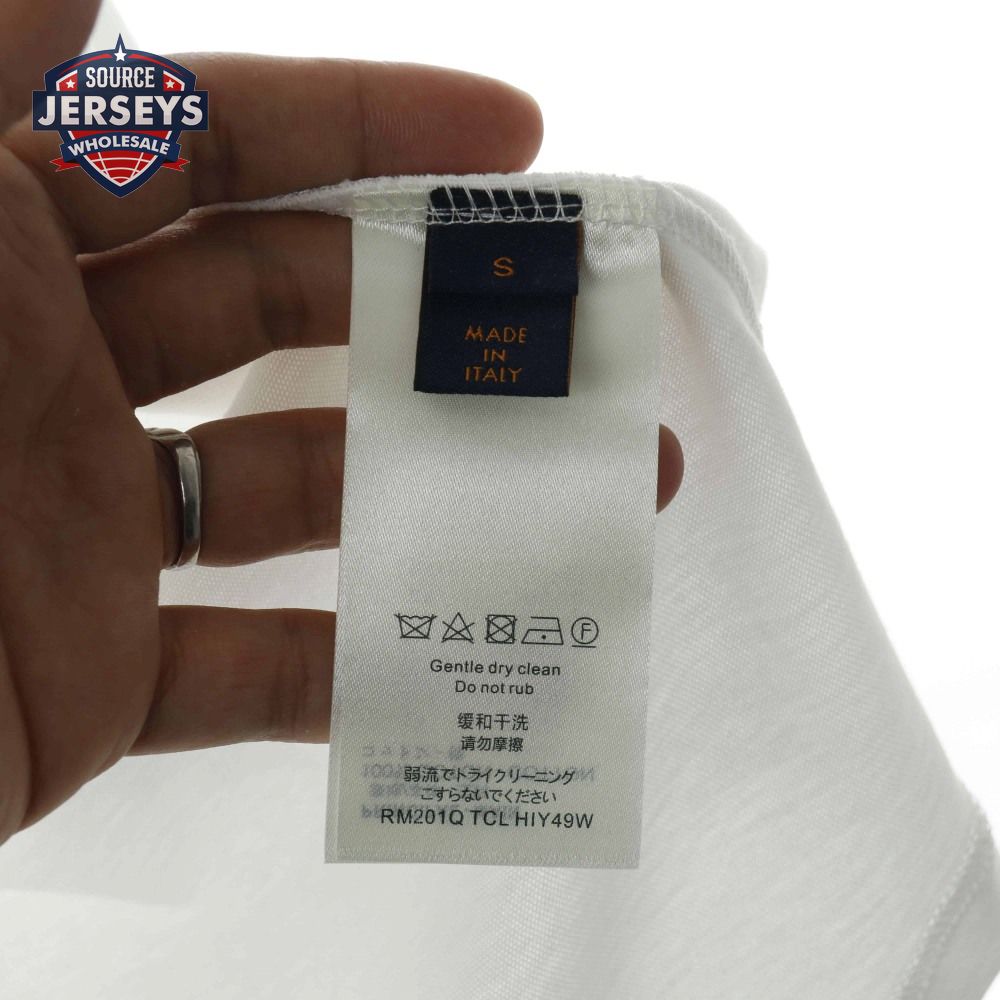 SOURCE
JERSEYS
WHOLESALE
S
MADE
IN
ITALY
F
Gentle dry clean
Do not rub
缓和干洗
请勿摩擦
弱流でドライクリーニング
こすらないでください
RM201Q TCL HIY49W